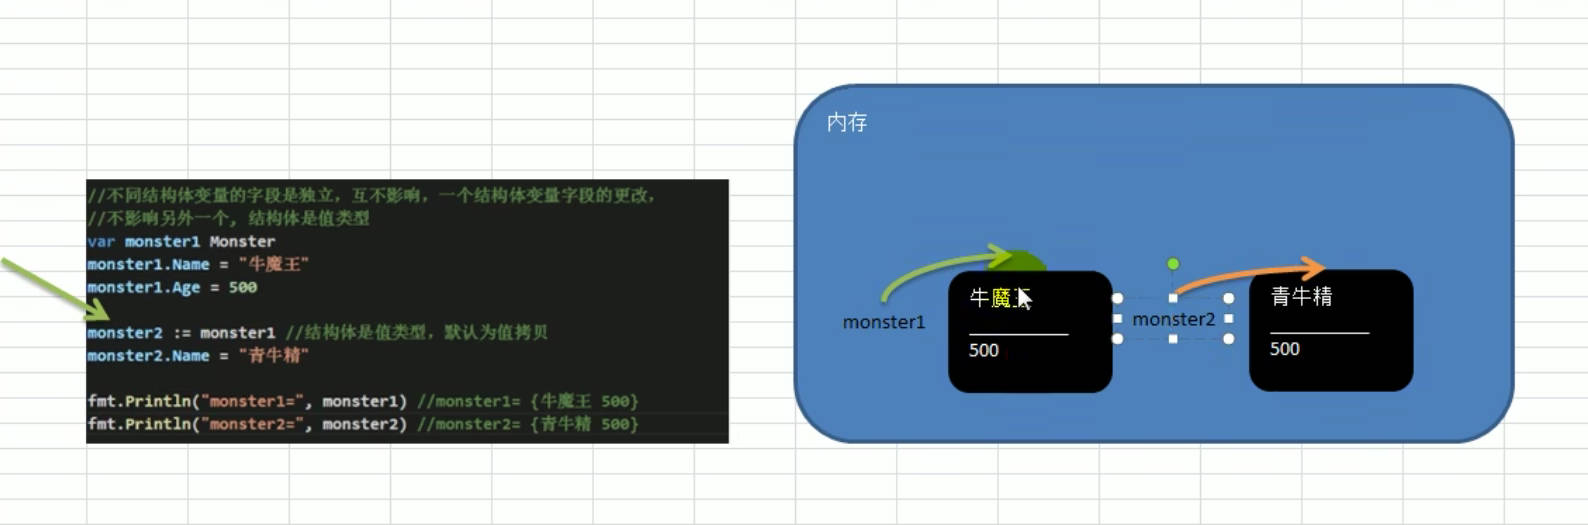 //不同结构体变量的字段是独立，互不影响，一个结构体变量字段的更改，
//不影响另外一个, 结构体是值类型
var monster1 Monster
monster1.Name = "牛魔王"
monster1.Age = 500
monster2 := monster1 //结构体是值类型，默认为值拷贝
monster2.Name = "青牛精"
fmt.Println("monster1=", monster1) //monster1= {牛魔王 500}
fmt.Println("monster2=", monster2) //monster2= {青牛精 500}
内存
monster1
牛魔王
500
monster2
青牛精
500